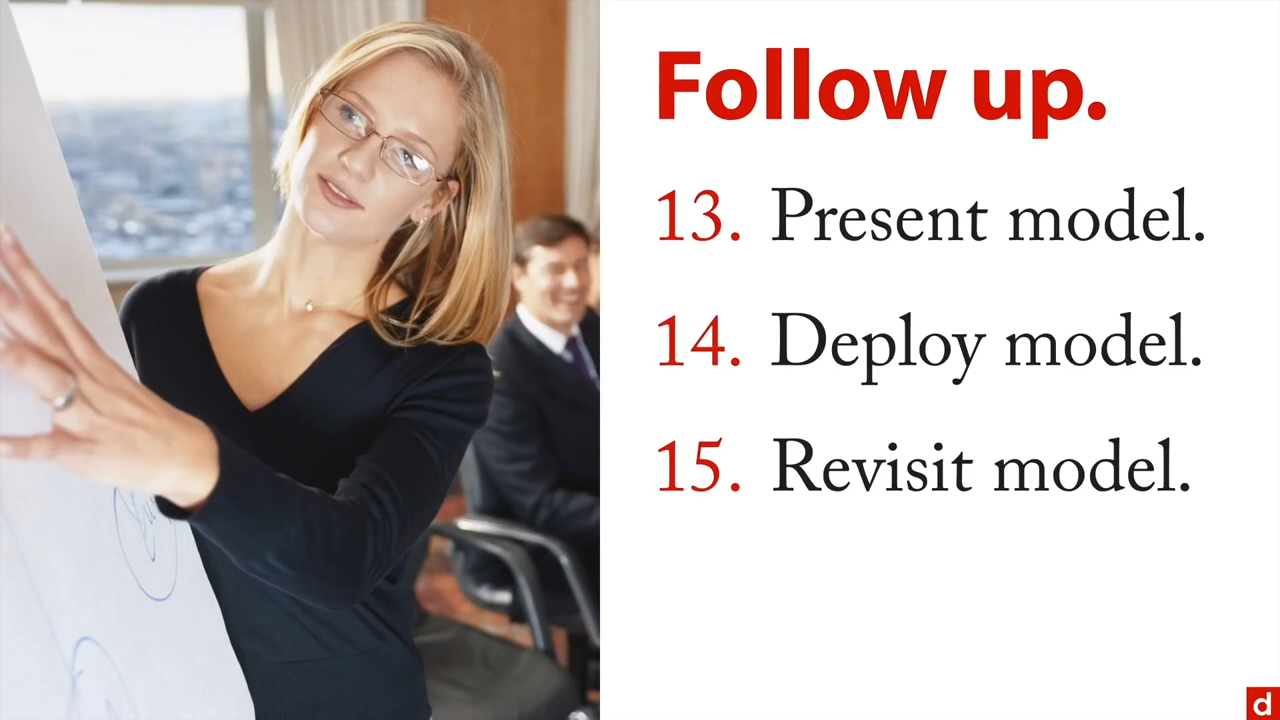 Follow up.
13. Present model.
14. Deploy model.
15. Revisit model.
d